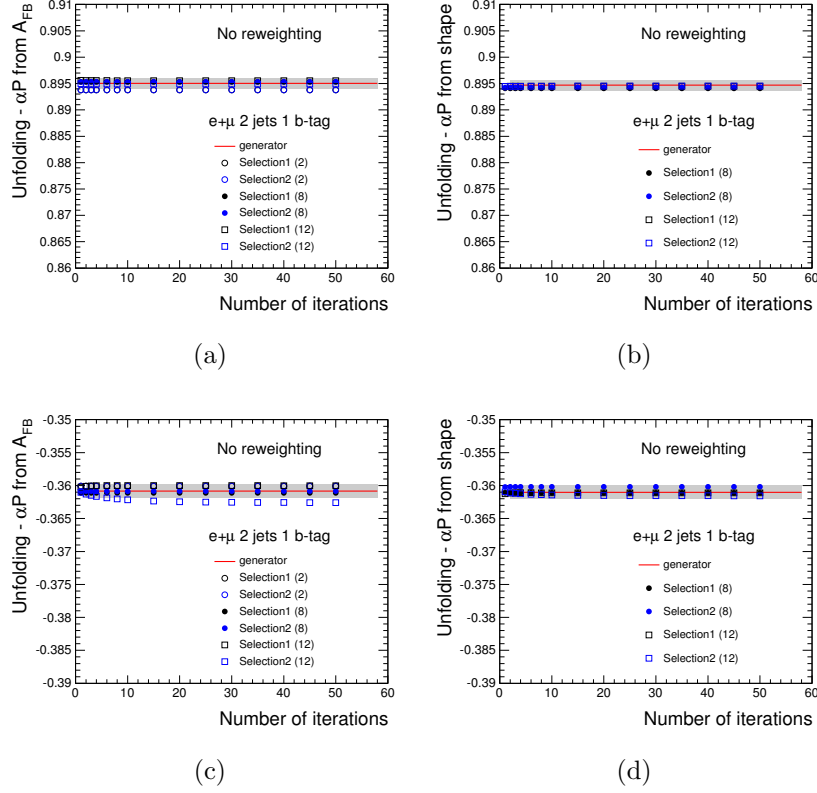 Unfolding - αP from A_FB
0.91
0.905
0.9
0.895
0.89
0.885
0.88
0.875
0.87
0.865
0.86
No reweighting
e+μ 2 jets 1 b-tag
generator
Selection1 (2)
Selection2 (2)
Selection1 (8)
Selection2 (8)
Selection1 (12)
Selection2 (12)
0 10 20 30 40 50 60
Number of iterations
(a)
Unfolding - αP from shape
0.91
0.905
0.9
0.895
0.89
0.885
0.88
0.875
0.87
0.865
0.86
No reweighting
e+μ 2 jets 1 b-tag
generator
Selection1 (8)
Selection2 (8)
Selection1 (12)
Selection2 (12)
0 10 20 30 40 50 60
Number of iterations
(b)
Unfolding - αP from A_FB
-0.35
-0.355
-0.36
-0.365
-0.37
-0.375
-0.38
-0.385
-0.39
No reweighting
e+μ 2 jets 1 b-tag
generator
Selection1 (2)
Selection2 (2)
Selection1 (8)
Selection2 (8)
Selection1 (12)
Selection2 (12)
0 10 20 30 40 50 60
Number of iterations
(c)
Unfolding - αP from shape
-0.35
-0.355
-0.36
-0.365
-0.37
-0.375
-0.38
-0.385
-0.39
No reweighting
e+μ 2 jets 1 b-tag
generator
Selection1 (8)
Selection2 (8)
Selection1 (12)
Selection2 (12)
0 10 20 30 40 50 60
Number of iterations
(d)